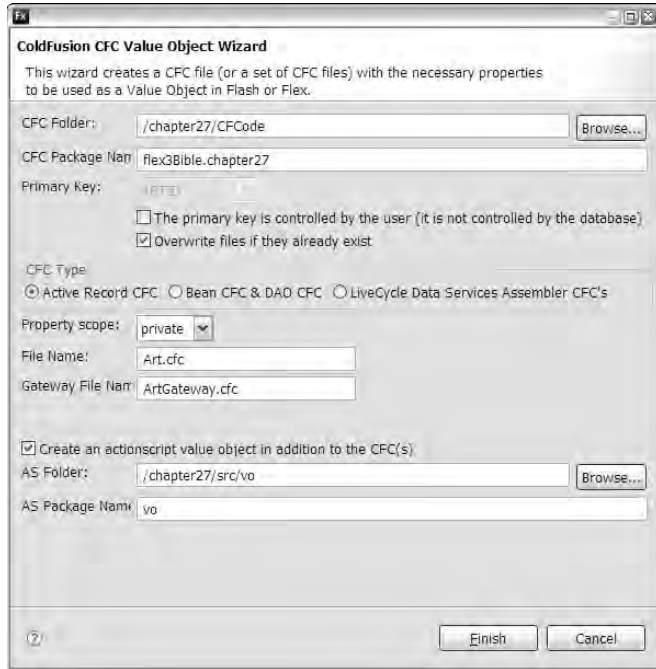 Fx
ColdFusion CFC Value Object Wizard
This wizard creates a CFC file (or a set of CFC files) with the necessary properties
to be used as a Value Object in Flash or Flex.
CFC Folder: /chapter27/CFCode Browse...
CFC Package Nan flex3Bible.chapter27
Primary Key:
The primary key is controlled by the user (it is not controlled by the database)
Overwrite files if they already exist
CFC Type
Active Record CFC Bean CFC & DAO CFC LiveCycle Data Services Assembler CFC's
Property scope: private
File Name: Art.cfc
Gateway File Nam ArtGateway.cfc
Create an actionscript value object in addition to the CFC(s)
AS Folder: /chapter27/src/vo Browse...
AS Package Name vo
? Finish Cancel